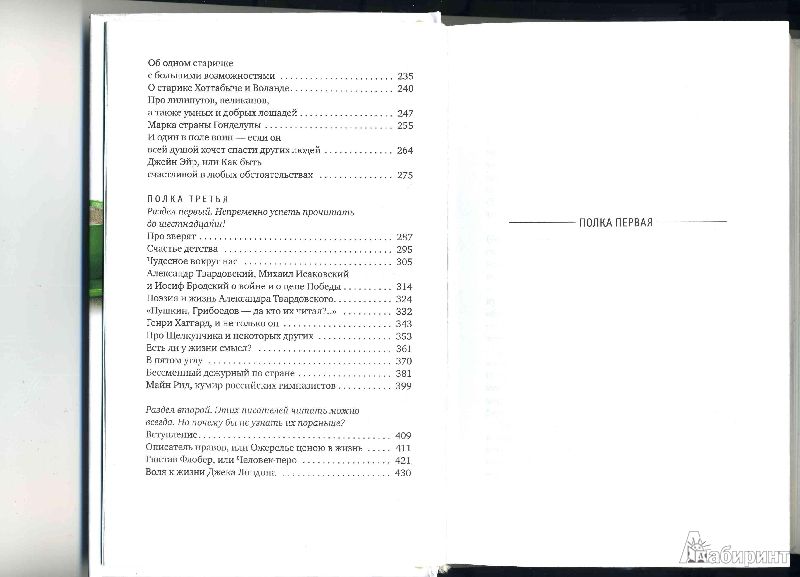 Об одном старичке
с большими возможностями ........................ 235
О старике Хоттабыче и Воланде ..................... 240
Про лилипутов, великанов,
а также умных и добрых лошадей .................... 247
Марка страны Гонделупы ........................... 255
И один в поле воин — если он
всей душой хочет спасти других людей ............... 264
Джейн Эйр, или Как быть
счастливой в любых обстоятельствах ................ 275
ПОЛКА ТРЕТЬЯ
Раздел первый. Непременно успеть прочитать
до шестнадцати!
Про зверят ....................................... 287
Счастье детства .................................. 295
Чудесное вокруг нас .............................. 305
Александр Твардовский, Михаил Исаковский
и Иосиф Бродский о войне и о цене Победы ........... 314
Поэзия и жизнь Александра Твардовского ............. 324
«Пушкин, Грибоедов — да кто их читай?..» ........... 332
Генри Хаггард, и не только он ..................... 343
Про Щелкунчика и некоторых других ................. 353
Есть ли у жизни смысл? ............................ 361
В пятом углу ..................................... 370
Бессменный дежурный по стране ..................... 381
Майн Рид, кумир российских гимназистов ............. 399
Раздел второй. Этих писателей читать можно
всегда. Но почему бы не узнать их пораньше?
Вступление ....................................... 409
Описатель нравов, или Ожерелье ценою в жизнь ....... 411
Гюстав Флобер, или Человек-перо ................... 421
Воля к жизни Джека Лондона ........................ 430
ПОЛКА ПЕРВАЯ
Лабиринт